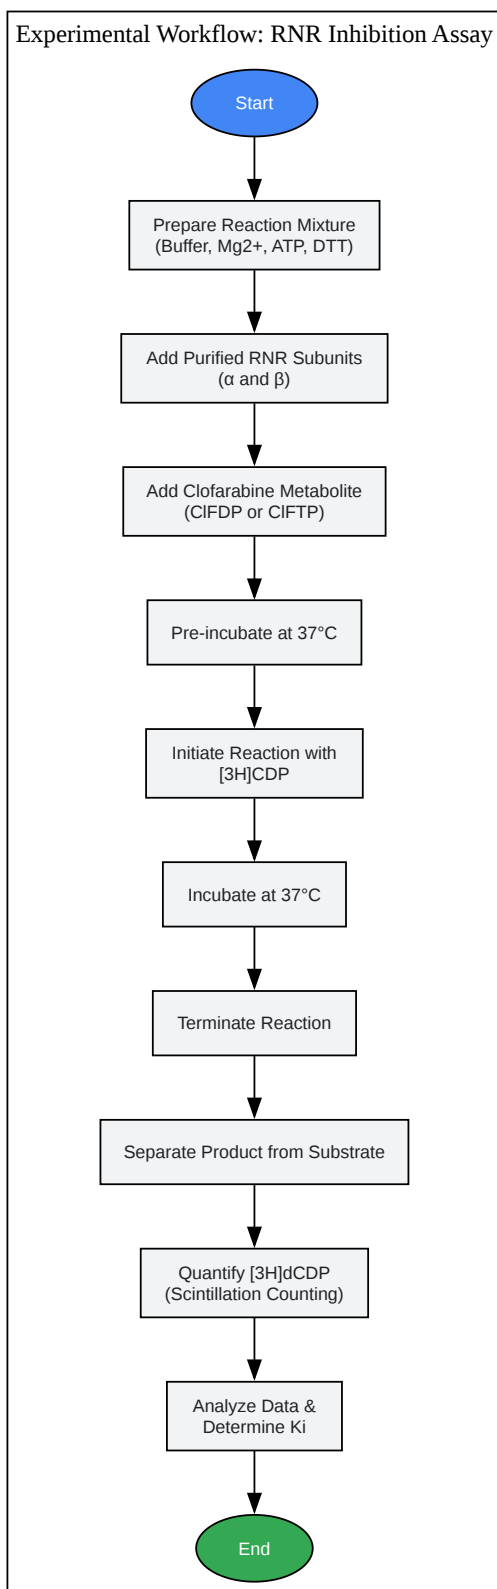 Experimental Workflow: RNR Inhibition Assay
Start
Prepare Reaction Mixture
(Buffer, Mg2+, ATP, DTT)
Add Purified RNR Subunits
(α and β)
Add Clofarabine Metabolite
(ClFDP or ClFTP)
Pre-incubate at 37°C
Initiate Reaction with
[3H]CDP
Incubate at 37°C
Terminate Reaction
Separate Product from Substrate
Quantify [3H]dCDP
(Scintillation Counting)
Analyze Data &
Determine Ki
End